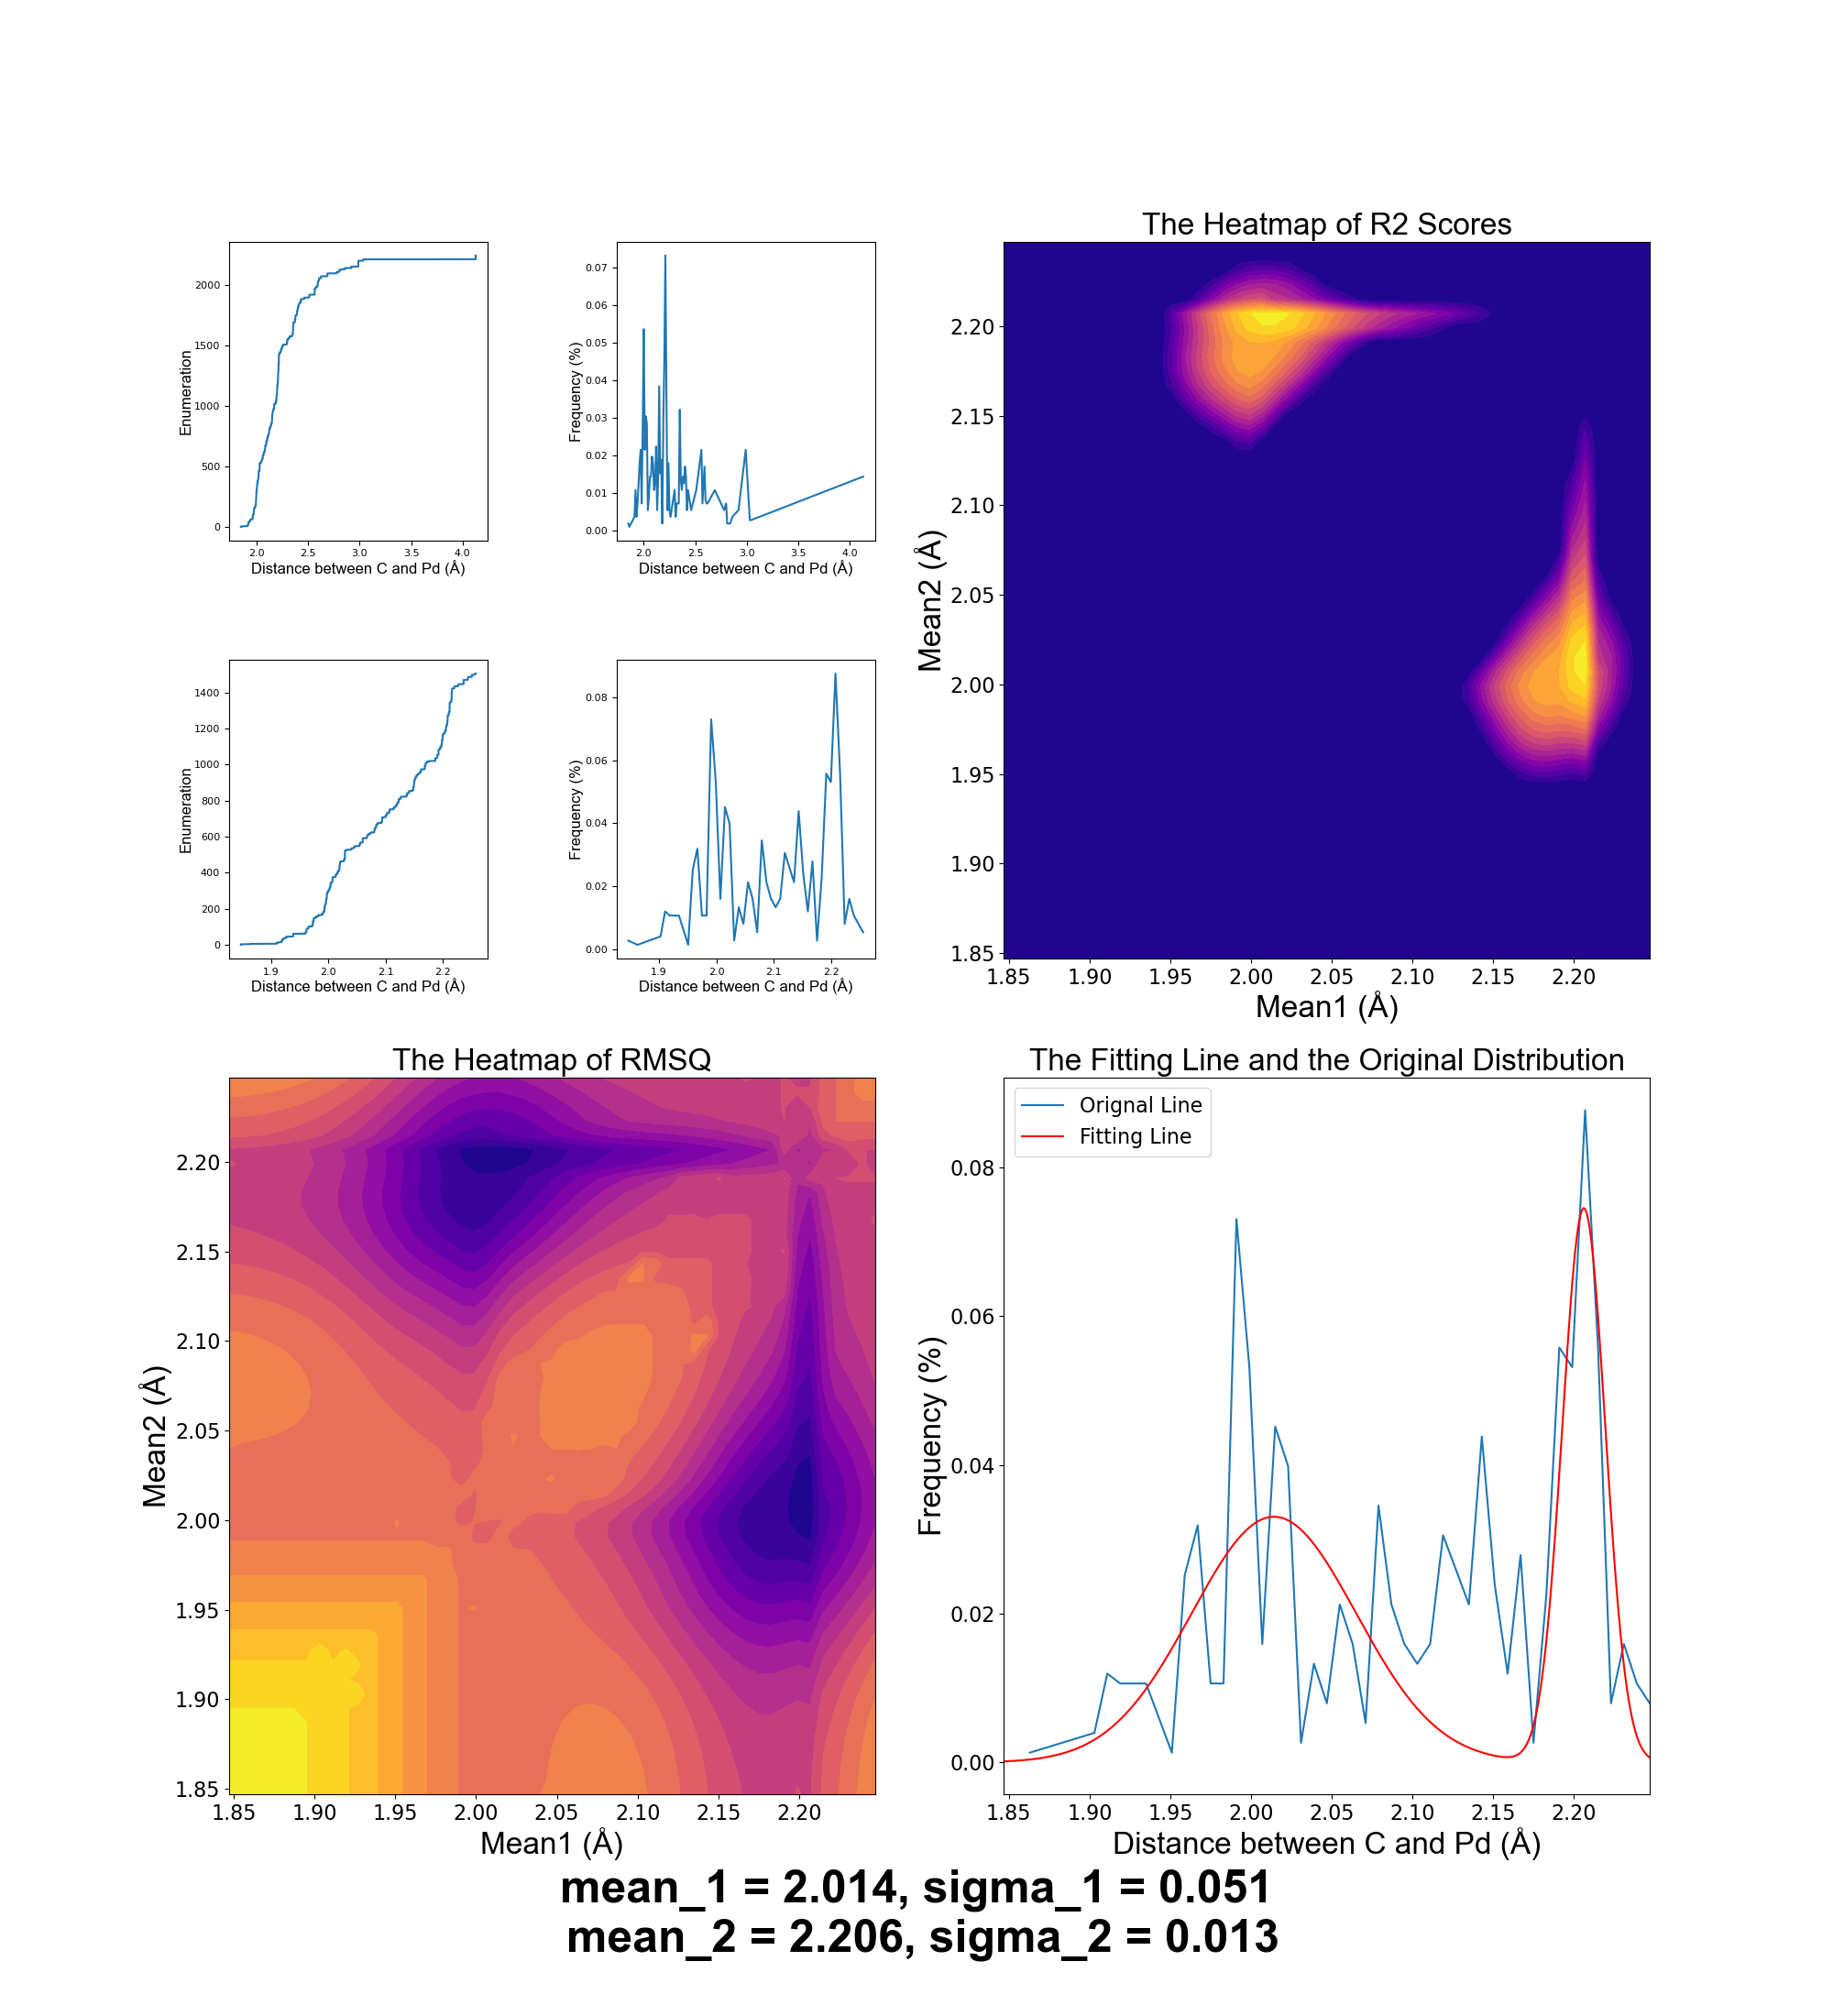 Enumeration
0
500
1000
1500
2000
2.0 2.5 3.0 3.5 4.0
Distance between C and Pd (Å)
Frequency (%)
0.00
0.01
0.02
0.03
0.04
0.05
0.06
0.07
2.0 2.5 3.0 3.5 4.0
Distance between C and Pd (Å)
Enumeration
0
200
400
600
800
1000
1200
1400
1.9 2.0 2.1 2.2
Distance between C and Pd (Å)
Frequency (%)
0.00
0.02
0.04
0.06
0.08
1.9 2.0 2.1 2.2
Distance between C and Pd (Å)
The Heatmap of R2 Scores
Mean2 (Å)
1.85
1.90
1.95
2.00
2.05
2.10
2.15
2.20
1.85 1.90 1.95 2.00 2.05 2.10 2.15 2.20
Mean1 (Å)
The Heatmap of RMSQ
Mean2 (Å)
1.85
1.90
1.95
2.00
2.05
2.10
2.15
2.20
1.85 1.90 1.95 2.00 2.05 2.10 2.15 2.20
Mean1 (Å)
The Fitting Line and the Original Distribution
Orignal Line
Fitting Line
Frequency (%)
0.00
0.02
0.04
0.06
0.08
1.85 1.90 1.95 2.00 2.05 2.10 2.15 2.20
Distance between C and Pd (Å)
mean_1 = 2.014, sigma_1 = 0.051
mean_2 = 2.206, sigma_2 = 0.013